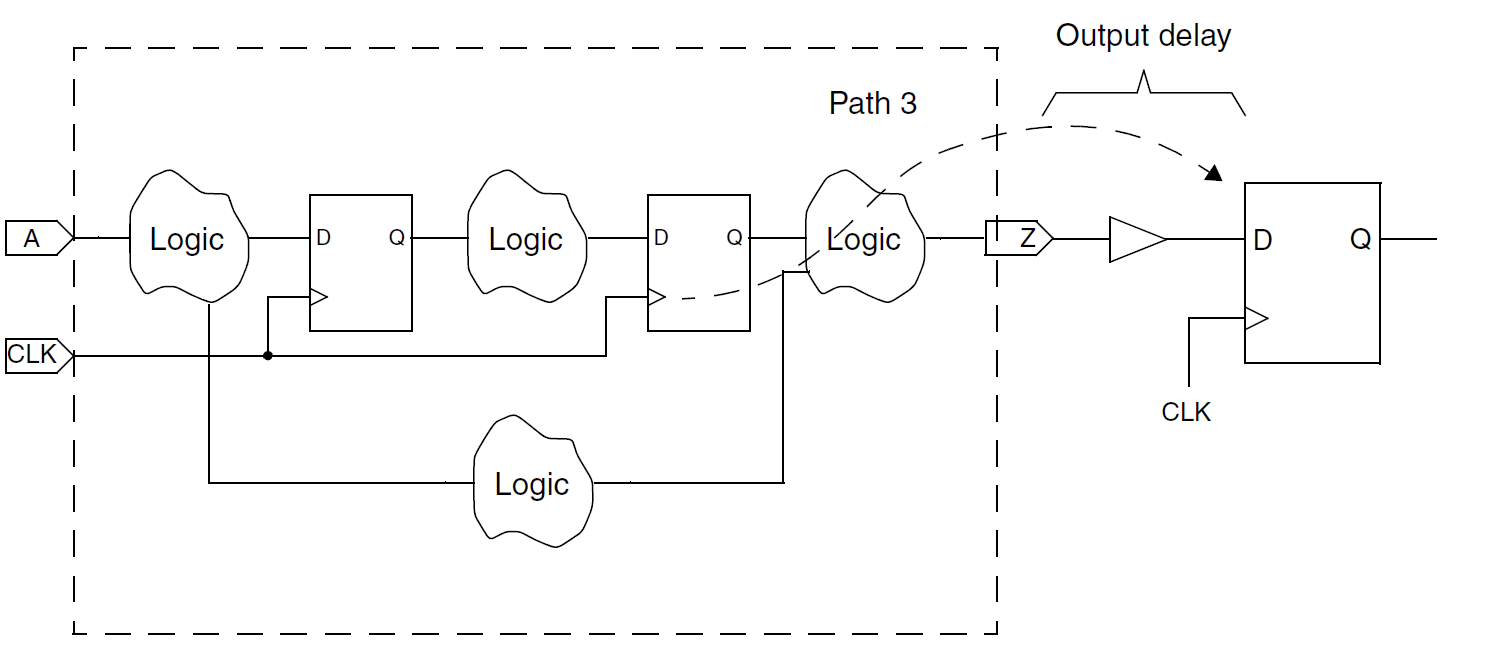 Output delay
Path 3
A
Logic
D
Q
Logic
D
Q
Logic
Z
D
Q
CLK
CLK
Logic